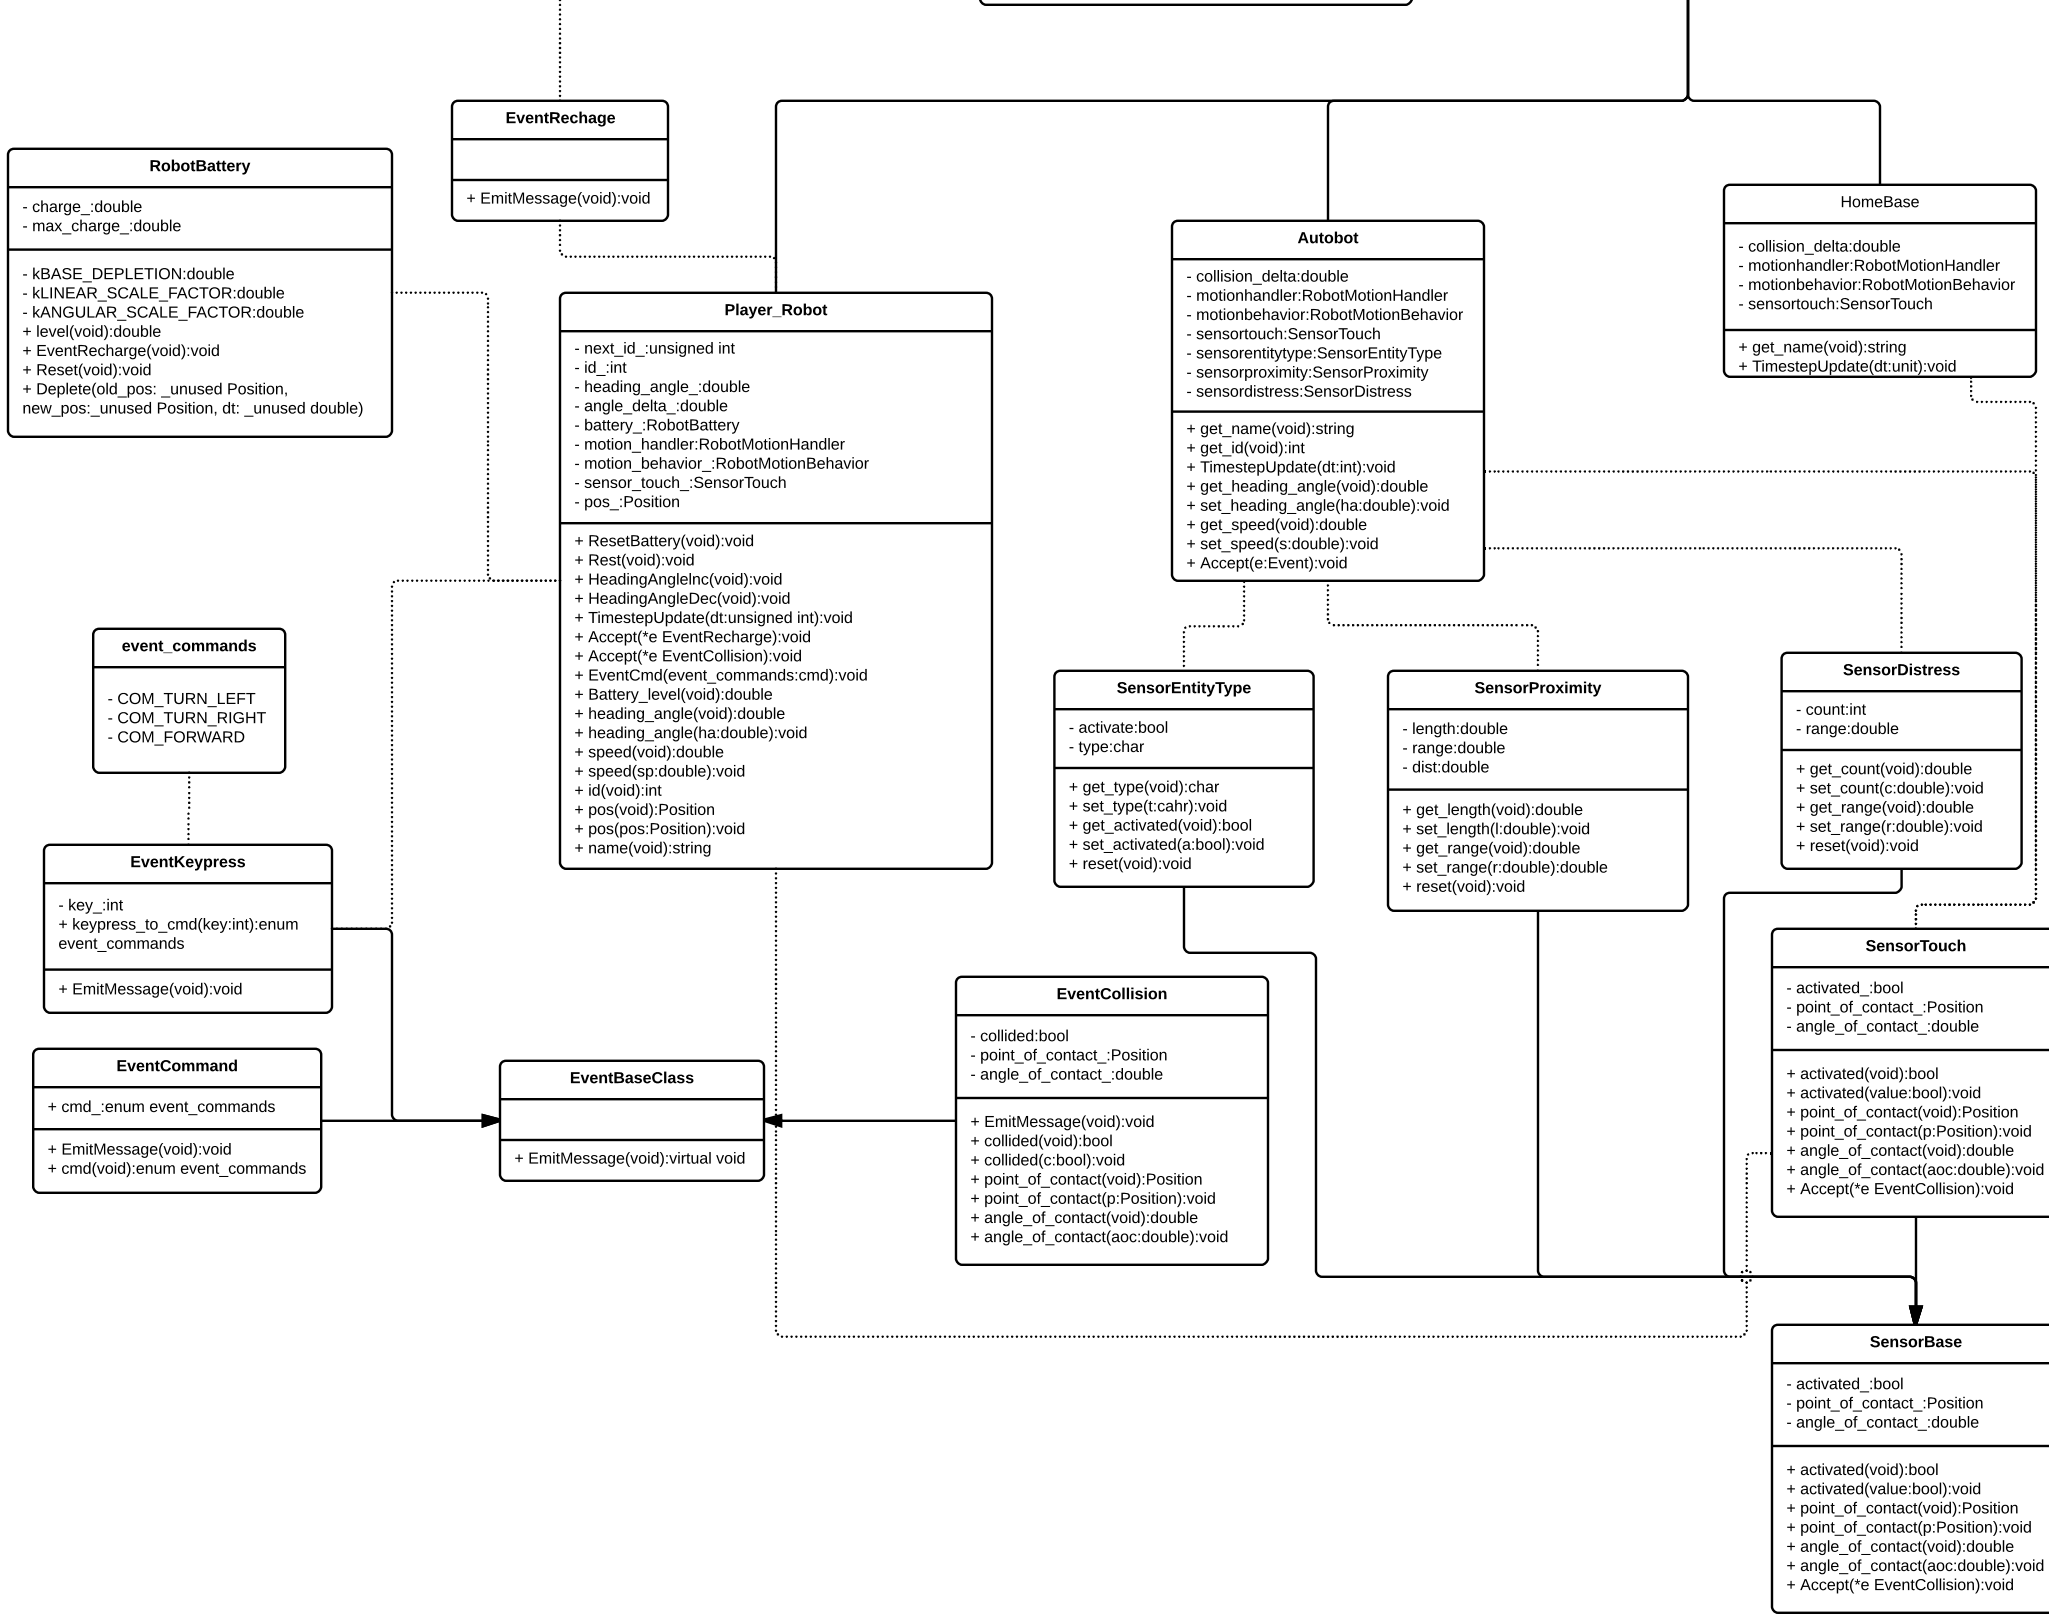 EventRechage
+ EmitMessage(void):void
RobotBattery
- charge_:double
- max_charge_:double
- kBASE_DEPLETION:double
- kLINEAR_SCALE_FACTOR:double
- kANGULAR_SCALE_FACTOR:double
+ level(void):double
+ EventRecharge(void):void
+ Reset(void):void
+ Deplete(old_pos: _unused Position,
new_pos:_unused Position, dt: _unused double)
Player_Robot
- next_id_:unsigned int
- id_:int
- heading_angle_:double
- angle_delta_:double
- battery_:RobotBattery
- motion_handler:RobotMotionHandler
- motion_behavior_:RobotMotionBehavior
- sensor_touch_:SensorTouch
- pos_:Position
+ ResetBattery(void):void
+ Rest(void):void
+ HeadingAngleInc(void):void
+ HeadingAngleDec(void):void
+ TimestepUpdate(dt:unsigned int):void
+ Accept(*e EventRecharge):void
+ Accept(*e EventCollision):void
+ EventCmd(event_commands:cmd):void
+ Battery_level(void):double
+ heading_angle(void):double
+ heading_angle(ha:double):void
+ speed(void):double
+ speed(sp:double):void
+ id(void):int
+ pos(void):Position
+ pos(pos:Position):void
+ name(void):string
Autobot
- collision_delta:double
- motionhandler:RobotMotionHandler
- motionbehavior:RobotMotionBehavior
- sensortouch:SensorTouch
- sensorentitytype:SensorEntityType
- sensorproximity:SensorProximity
- sensordistress:SensorDistress
+ get_name(void):string
+ get_id(void):int
+ TimestepUpdate(dt:int):void
+ get_heading_angle(void):double
+ set_heading_angle(ha:double):void
+ get_speed(void):double
+ set_speed(s:double):void
+ Accept(e:Event):void
HomeBase
- collision_delta:double
- motionhandler:RobotMotionHandler
- motionbehavior:RobotMotionBehavior
- sensortouch:SensorTouch
+ get_name(void):string
+ TimestepUpdate(dt:unit):void
event_commands
- COM_TURN_LEFT
- COM_TURN_RIGHT
- COM_FORWARD
SensorEntityType
- activate:bool
- type:char
+ get_type(void):char
+ set_type(t:cahr):void
+ get_activated(void):bool
+ set_activated(a:bool):void
+ reset(void):void
SensorProximity
- length:double
- range:double
- dist:double
+ get_length(void):double
+ set_length(l:double):void
+ get_range(void):double
+ set_range(r:double):double
+ reset(void):void
SensorDistress
- count:int
- range:double
+ get_count(void):double
+ set_count(c:double):void
+ get_range(void):double
+ set_range(r:double):void
+ reset(void):void
EventKeypress
- key_:int
+ keypress_to_cmd(key:int):enum
event_commands
+ EmitMessage(void):void
EventCommand
+ cmd_:enum event_commands
+ EmitMessage(void):void
+ cmd(void):enum event_commands
EventBaseClass
+ EmitMessage(void):virtual void
EventCollision
- collided:bool
- point_of_contact_:Position
- angle_of_contact_:double
+ EmitMessage(void):void
+ collided(void):bool
+ collided(c:bool):void
+ point_of_contact(void):Position
+ point_of_contact(p:Position):void
+ angle_of_contact(void):double
+ angle_of_contact(aoc:double):void
SensorTouch
- activated_:bool
- point_of_contact_:Position
- angle_of_contact_:double
+ activated(void):bool
+ activated(value:bool):void
+ point_of_contact(void):Position
+ point_of_contact(p:Position):void
+ angle_of_contact(void):double
+ angle_of_contact(aoc:double):void
+ Accept(*e EventCollision):void
SensorBase
- activated_:bool
- point_of_contact_:Position
- angle_of_contact_:double
+ activated(void):bool
+ activated(value:bool):void
+ point_of_contact(void):Position
+ point_of_contact(p:Position):void
+ angle_of_contact(void):double
+ angle_of_contact(aoc:double):void
+ Accept(*e EventCollision):void